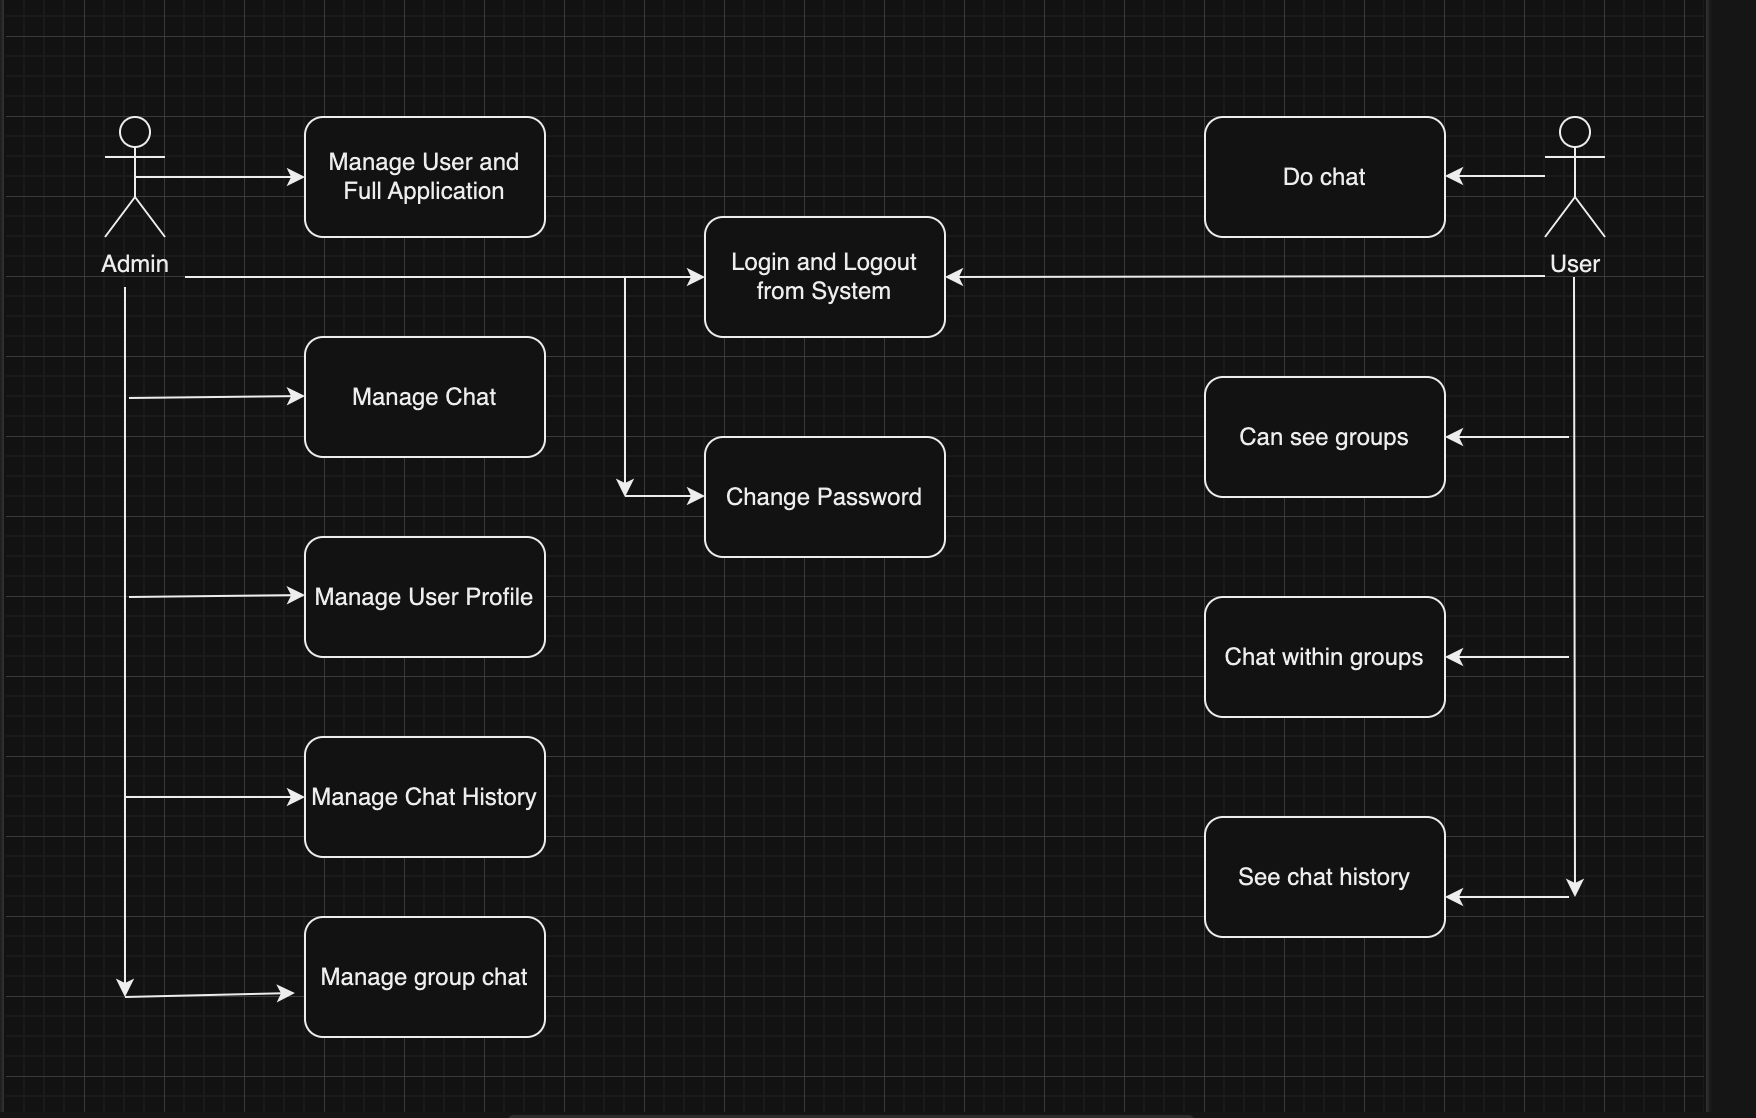 Admin
Manage User and
Full Application
Login and Logout
from System
Manage Chat
Change Password
Manage User Profile
Manage Chat History
Manage group chat
Do chat
User
Can see groups
Chat within groups
See chat history